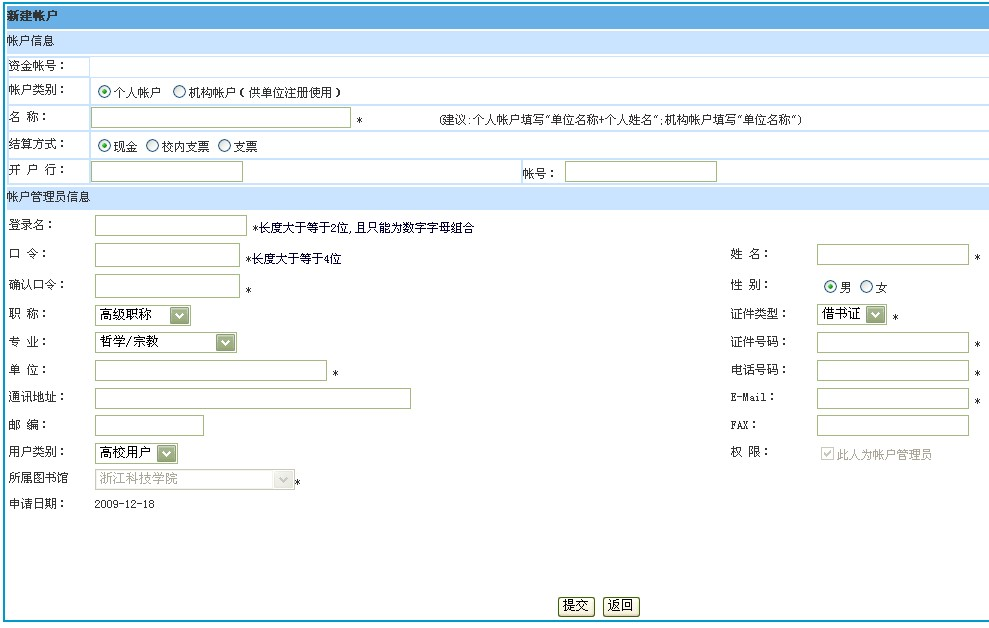 新建帐户
帐户信息
资金帐号：
帐户类别： 个人帐户 机构帐户（供单位注册使用）
名 称： * (建议:个人帐户填写"单位名称+个人姓名";机构帐户填写"单位名称")
结算方式： 现金 校内支票 支票
开 户 行： 帐号：
帐户管理员信息
登录名： *长度大于等于2位,且只能为数字字母组合
口 令： *长度大于等于4位 姓 名： *
确认口令： * 性 别： 男 女
职 称： 高级职称 证件类型： 借书证 *
专 业： 哲学/宗教 证件号码： *
单 位： * 电话号码： *
通讯地址： E-Mail： *
邮 编： FAX：
用户类别： 高校用户 权 限： 此人为帐户管理员
所属图书馆 浙江科技学院 *
申请日期： 2009-12-18
提交 返回